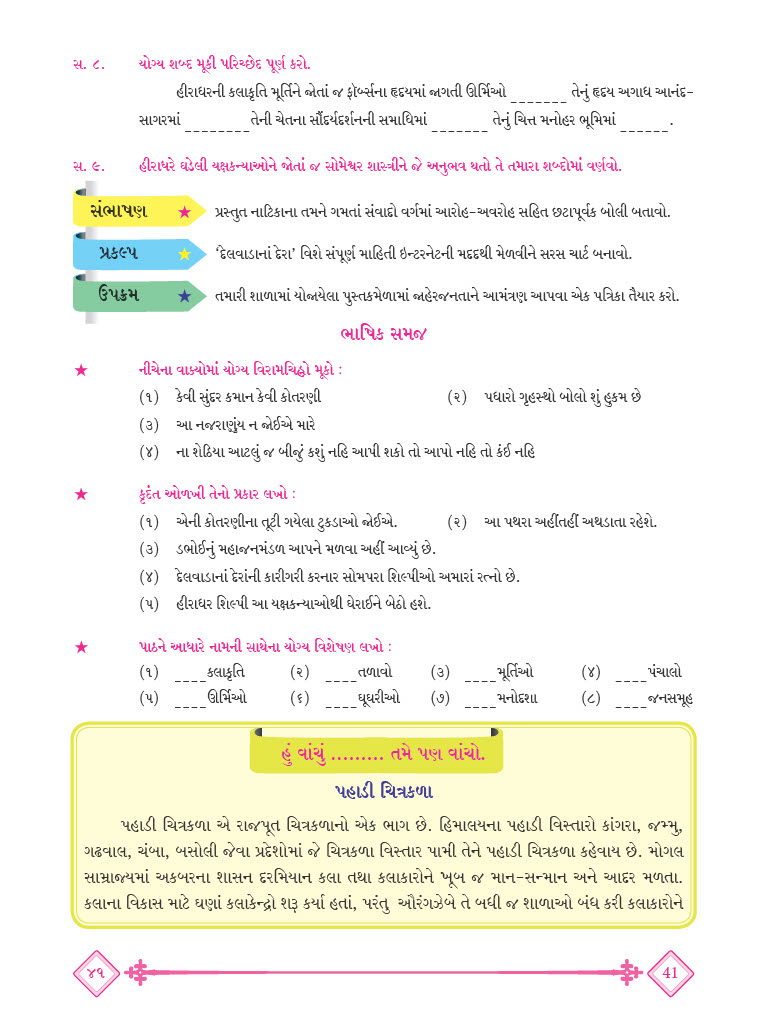 સ. ૮. યોગ્ય શબ્દ મૂકી પરિચ્છેદ પૂર્ણ કરો.
હીરાધરની કલાકૃતિ મૂર્તિને જોતાં જ ફૉર્બ્સના હૃદયમાં જાગતી ઊર્મિઓ _______ તેનું હૃદય અગાધ આનંદ-
સાગરમાં ________તેની ચેતના સૌંદર્યદર્શનની સમાધિમાં _______ તેનું ચિત્ત મનોહર ભૂમિમાં ______.
સ. ૯. હીરાધરે ઘડેલી યક્ષકન્યાઓને જોતાં જ સોમેશ્વર શાસ્ત્રીને જે અનુભવ થતો તે તમારા શબ્દોમાં વર્ણવો.
સંભાષણ ★ પ્રસ્તુત નાટિકાના તમને ગમતાં સંવાદો વર્ગમાં આરોહ-અવરોહ સહિત છટાપૂર્વક બોલી બતાવો.
પ્રકલ્પ ★ ‘દેલવાડાનાં દેરા’ વિશે સંપૂર્ણ માહિતી ઇન્ટરનેટની મદદથી મેળવીને સરસ ચાર્ટ બનાવો.
ઉપક્રમ ★ તમારી શાળામાં યોજાયેલા પુસ્તકમેળામાં જાહેરજનતાને આમંત્રણ આપવા એક પત્રિકા તૈયાર કરો.
ભાષિક સમજ
★ નીચેના વાક્યોમાં યોગ્ય વિરામચિહ્નો મૂકો :
(૧) કેવી સુંદર કમાન કેવી કોતરણી (૨) પધારો ગૃહસ્થો બોલો શું હુકમ છે
(૩) આ નજરાણુંય ન જોઈએ મારે
(૪) ના શેઠિયા આટલું જ બીજું કશું નહિ આપી શકો તો આપો નહિ તો કંઈ નહિ
★ કૃદંત ઓળખી તેનો પ્રકાર લખો :
(૧) એની કોતરણીના તૂટી ગયેલા ટુકડાઓ જોઈએ. (૨) આ પથરા અહીંતહીં અથડાતા રહેશે.
(૩) ડભોઈનું મહાજનમંડળ આપને મળવા અહીં આવ્યું છે.
(૪) દેલવાડાનાં દેરાંની કારીગરી કરનાર સોમપરા શિલ્પીઓ અમારાં રત્નો છે.
(૫) હીરાધર શિલ્પી આ યક્ષકન્યાઓથી ઘેરાઈને બેઠો હશે.
★ પાઠને આધારે નામની સાથેના યોગ્ય વિશેષણ લખો :
(૧) ____કલાકૃતિ (૨) ____તળાવો (૩) ____મૂર્તિઓ (૪) ____પંચાલો
(૫) ____ઊર્મિઓ (૬) ____ઘૂઘરીઓ (૭) ____મનોદશા (૮) ____જનસમૂહ
હું વાંચું ......... તમે પણ વાંચો.
પહાડી ચિત્રકળા
પહાડી ચિત્રકળા એ રાજપૂત ચિત્રકળાનો એક ભાગ છે. હિમાલયના પહાડી વિસ્તારો કાંગરા, જમ્મુ,
ગઢવાલ, ચંબા, બસોલી જેવા પ્રદેશોમાં જે ચિત્રકળા વિસ્તાર પામી તેને પહાડી ચિત્રકળા કહેવાય છે. મોગલ
સામ્રાજ્યમાં અકબરના શાસન દરમિયાન કલા તથા કલાકારોને ખૂબ જ માન-સન્માન અને આદર મળતા.
કલાના વિકાસ માટે ઘણાં કલાકેન્દ્રો શરૂ કર્યા હતાં, પરંતુ ઔરંગઝેબે તે બધી જ શાળાઓ બંધ કરી કલાકારોને
૪૧ 41